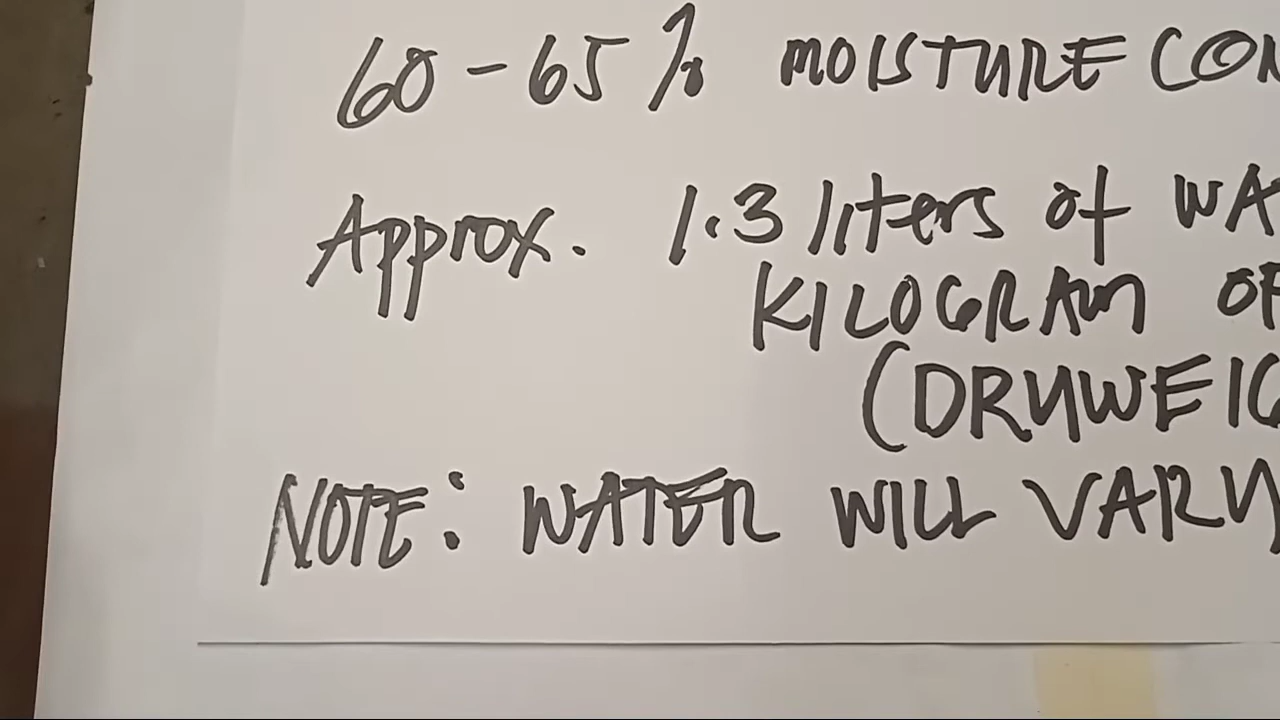 60-65% MOISTURE CON
Approx. 1.3 liters of WA
KILOGRAM OF
(DRYWEIG
NOTE: WATER WILL VARY